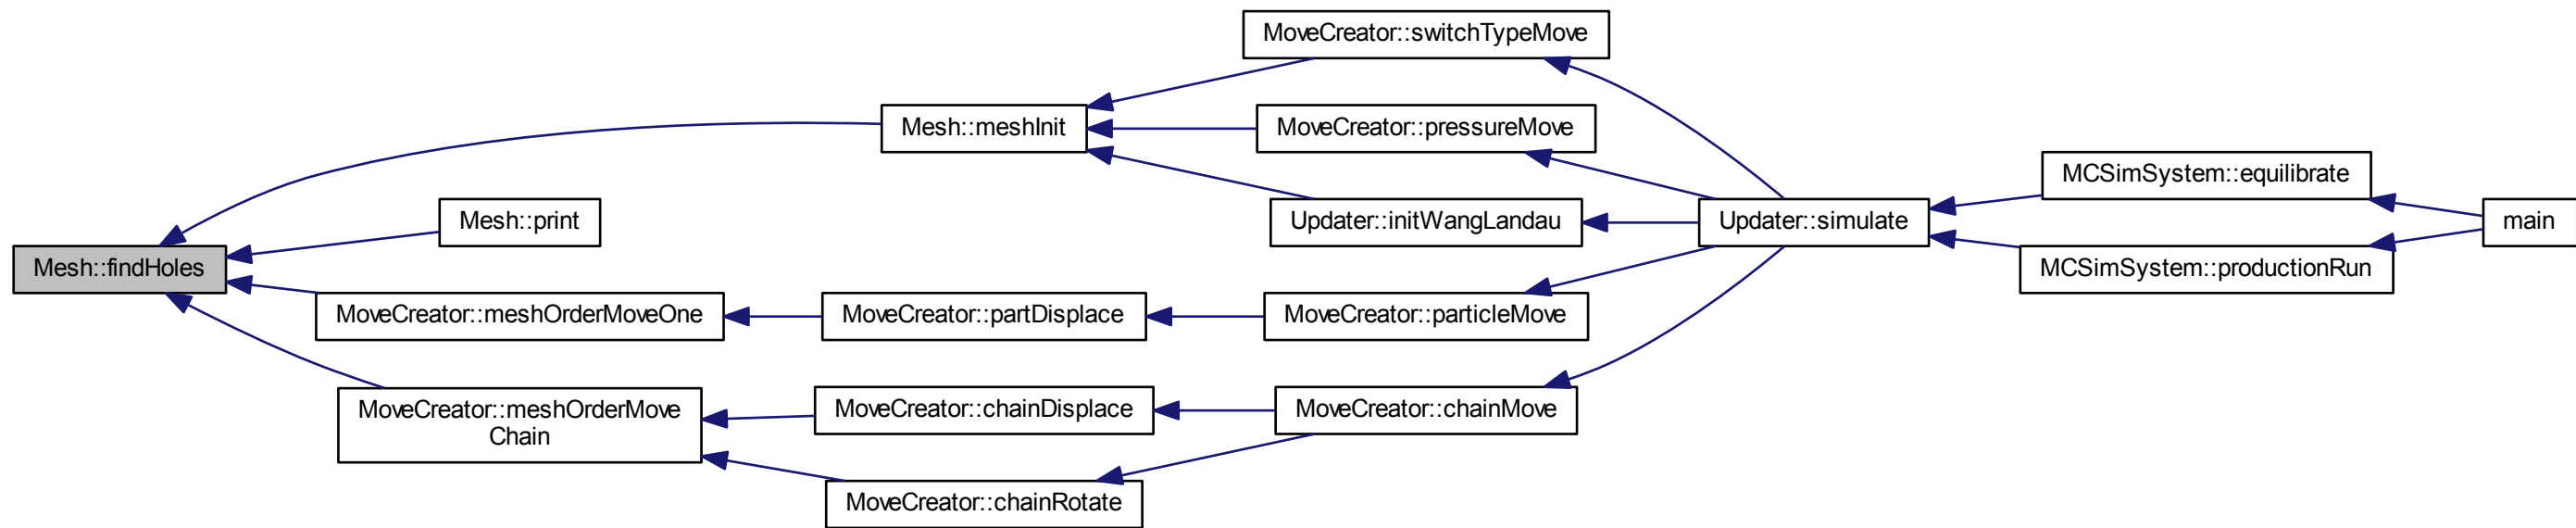 MoveCreator::switchTypeMove
Mesh::meshInit
MoveCreator::pressureMove
MCSimSystem::equilibrate
Mesh::print
Updater::initWangLandau
Updater::simulate
main
Mesh::findHoles
MCSimSystem::productionRun
MoveCreator::meshOrderMoveOne
MoveCreator::partDisplace
MoveCreator::particleMove
MoveCreator::meshOrderMove
Chain
MoveCreator::chainDisplace
MoveCreator::chainMove
MoveCreator::chainRotate